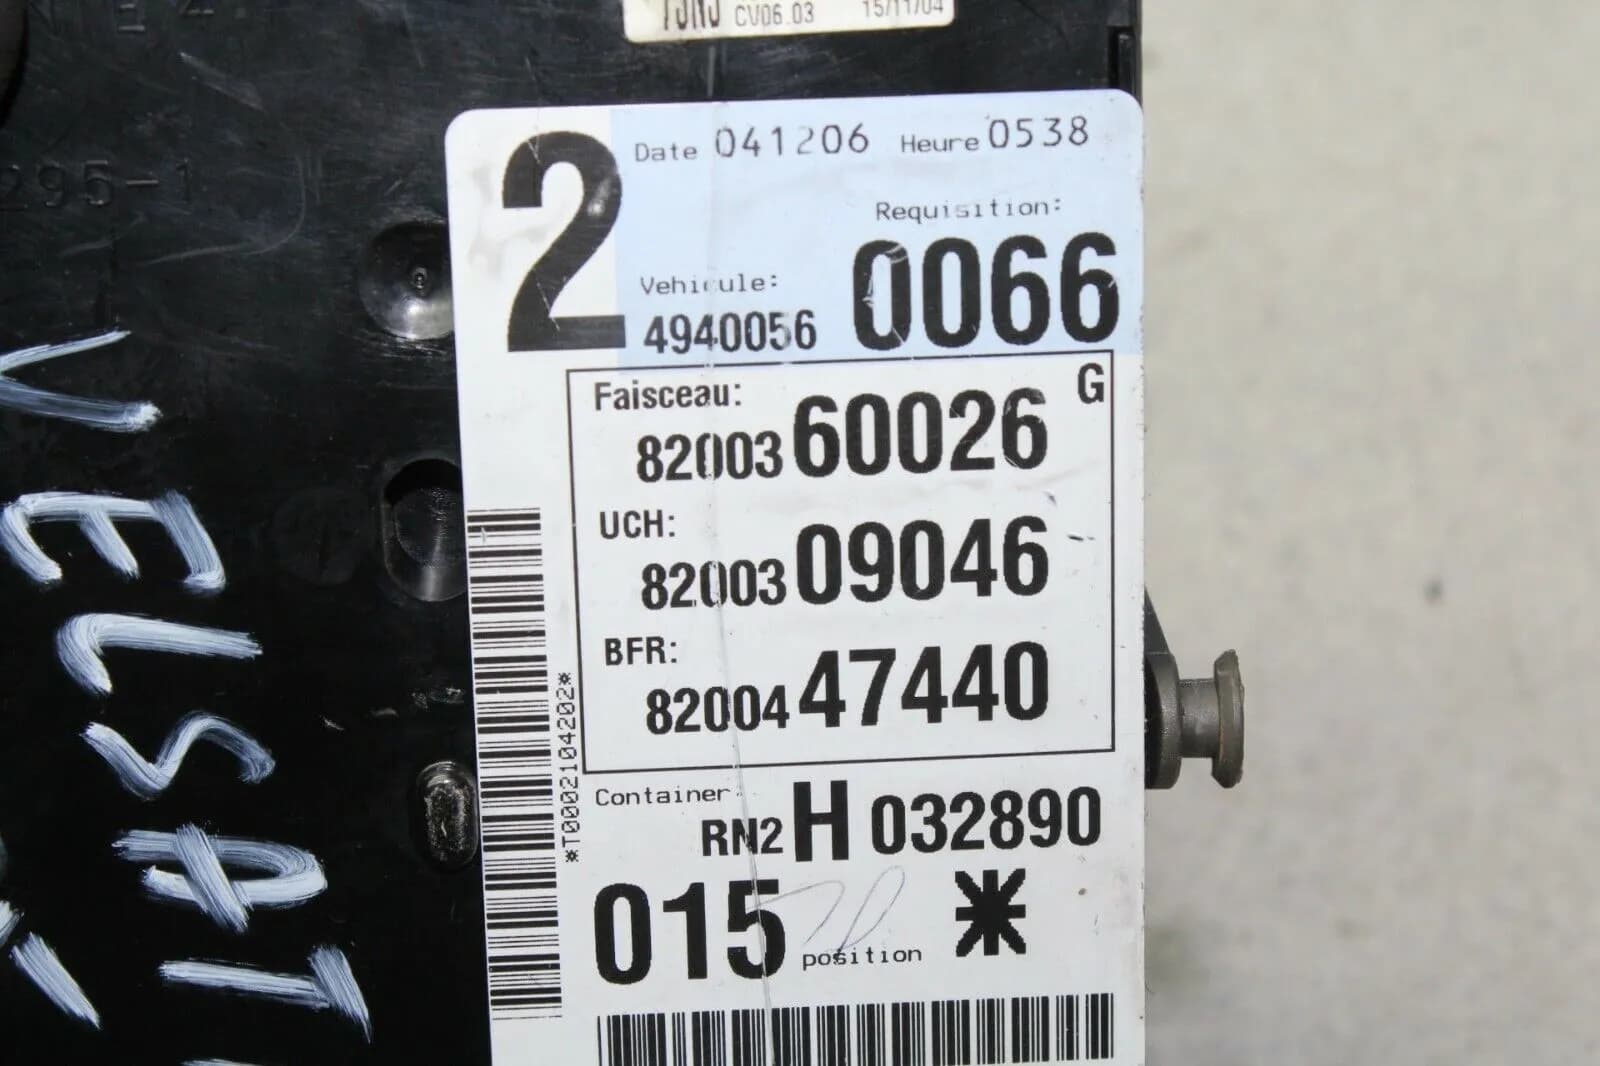 CV06.03 15/11/04
295-1
2
Date 041206 Heure 0538
Requisition:
Vehicule:
4940056 0066
Faisceau: G
8200360026
UCH:
8200309046
BFR:
8200447440
*T0002104202*
Container:
RN2 H 032890
015 position *
VELSAT